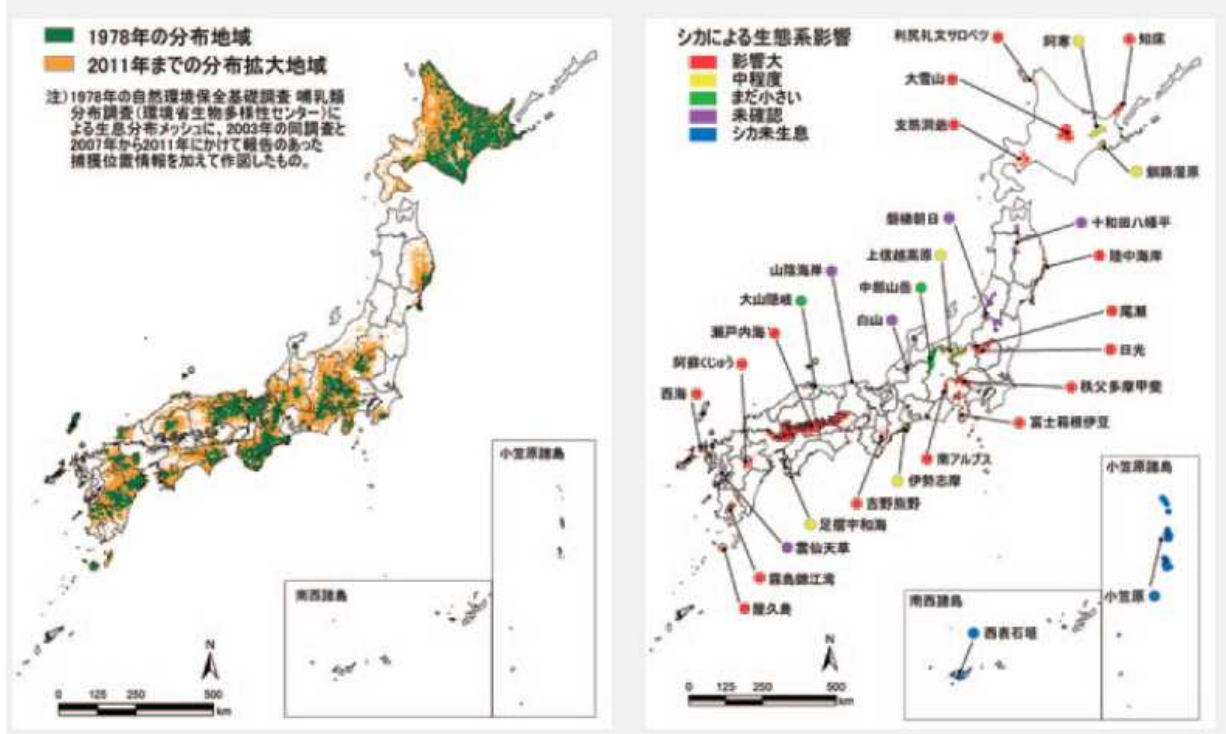 1978年の分布地域
2011年までの分布拡大地域
注)1978年の自然環境保全基礎調査 哺乳類
分布調査(環境省生物多様性センター)に
よる生息分布メッシュに、2003年の同調査と
2007年から2011年にかけて報告のあった
捕獲位置情報を加えて作図したもの。
小笠原諸島
南西諸島
N
0 125 250 500
km
シカによる生態系影響
影響大
中程度
まだ小さい
未確認
シカ未生息
利尻礼文サロベツ
阿寒
知床
大雪山
支笏洞爺
釧路湿原
磐梯朝日
十和田八幡平
上信越高原
陸中海岸
山陰海岸
中部山岳
大山隠岐
尾瀬
白山
瀬戸内海
日光
阿蘇くじゅう
秩父多摩甲斐
西海
富士箱根伊豆
南アルプス
小笠原諸島
伊勢志摩
吉野熊野
足摺宇和海
雲仙天草
霧島錦江湾
小笠原
南西諸島
屋久島
西表石垣
N
0 125 250 500
km